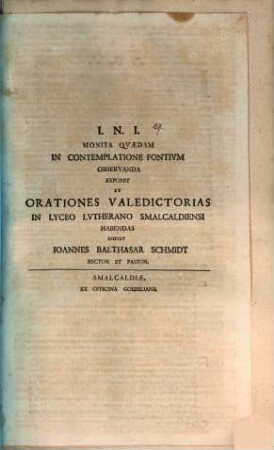 I. N. I.
MONITA QVÆDAM
IN CONTEMPLATIONE FONTIVM
OBSERVANDA
EXPONIT
ET
ORATIONES VALEDICTORIAS
IN LYCEO LVTHERANO SMALCALDIENSI
HABENDAS
INDICIT
IOANNES BALTHASAR SCHMIDT
RECTOR ET PASTOR.
SMALCALDIÆ,
EX OFFICINA GOEBELIANA.